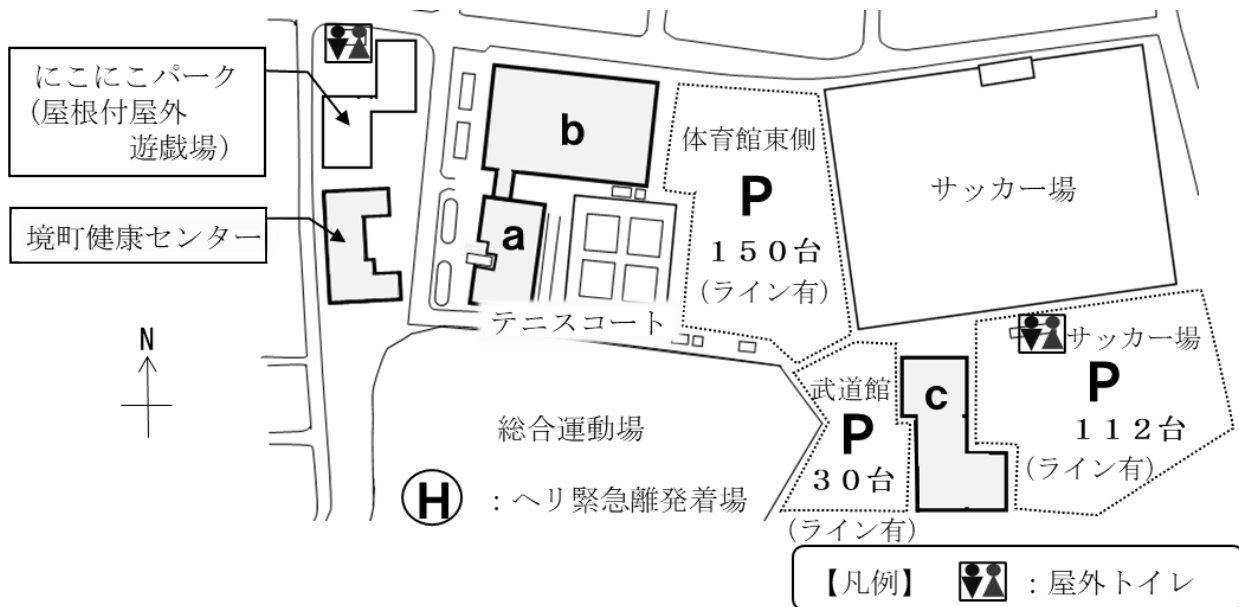 にこにこパーク
(屋根付屋外
遊戯場)
境町健康センター
N
b
a
テニスコート
体育館東側
P
150台
(ライン有)
サッカー場
サッカー場
P
112台
(ライン有)
武道館
P
30台
(ライン有)
c
総合運動場
H :ヘリ緊急離発着場
【凡例】 :屋外トイレ